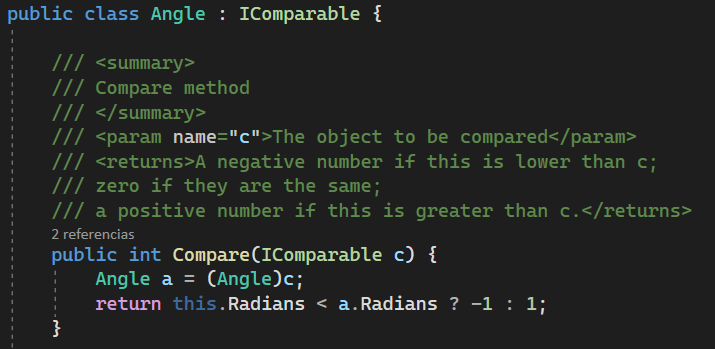 public class Angle : IComparable {
/// <summary>
/// Compare method
/// </summary>
/// <param name="c">The object to be compared</param>
/// <returns>A negative number if this is lower than c;
/// zero if they are the same;
/// a positive number if this is greater than c.</returns>
2 referencias
public int Compare(IComparable c) {
Angle a = (Angle)c;
return this.Radians < a.Radians ? -1 : 1;
}